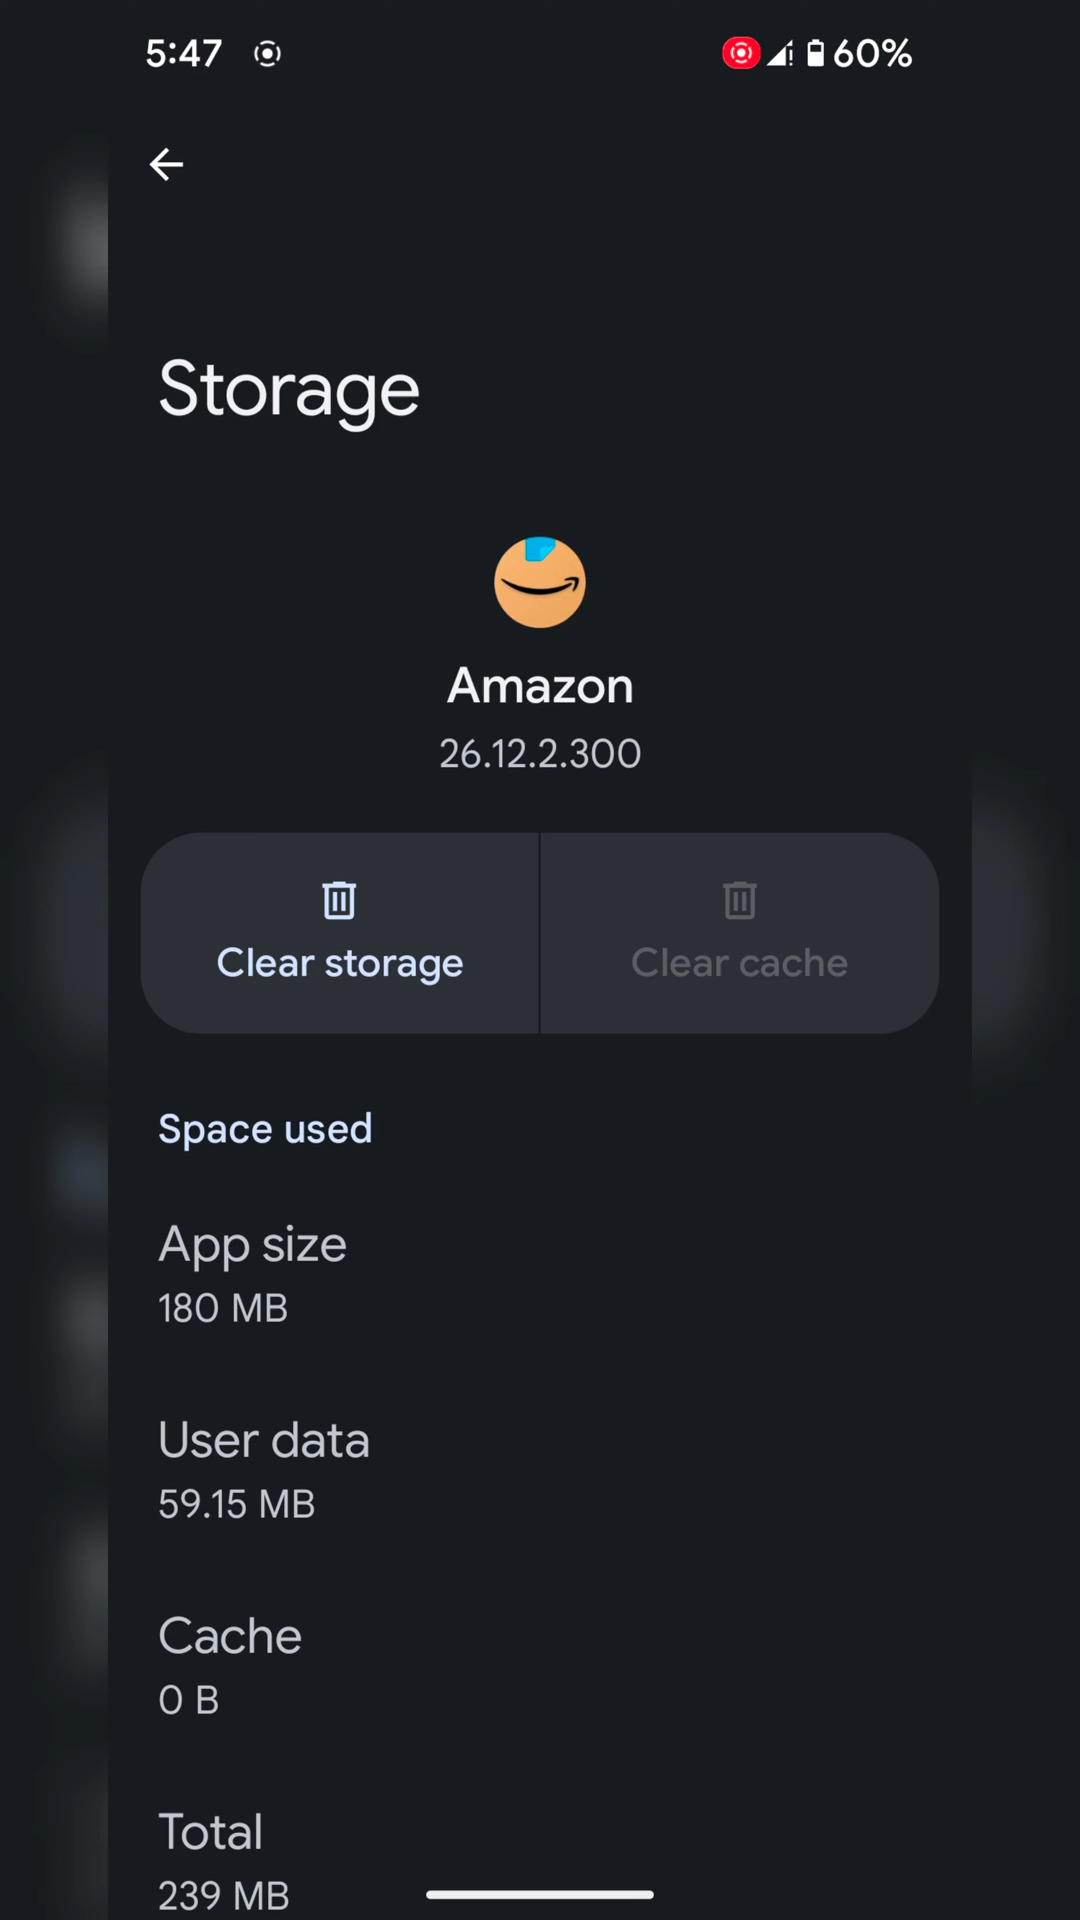 5:47 60%
Storage
Amazon
26.12.2.300
Clear storage Clear cache
Space used
App size
180 MB
User data
59.15 MB
Cache
0 B
Total
239 MB